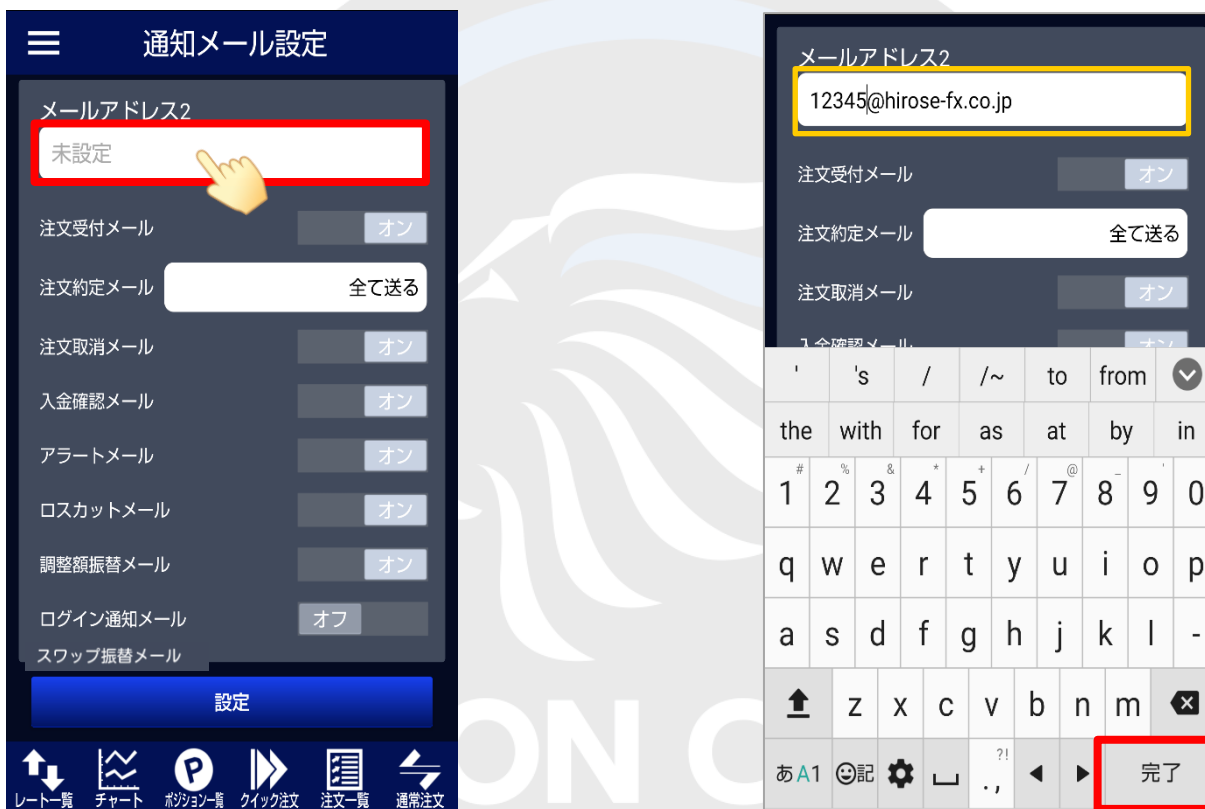 通知メール設定
メールアドレス2
未設定
注文受付メール オン
注文約定メール 全て送る
注文取消メール オン
入金確認メール オン
アラートメール オン
ロスカットメール オン
調整額振替メール オン
ログイン通知メール オフ
スワップ振替メール
設定
レート一覧 チャート ポジション一覧 クイック注文 注文一覧 通常注文
メールアドレス2
12345@hirose-fx.co.jp
注文受付メール オン
注文約定メール 全て送る
注文取消メール オン
入金確認メール オン
' 's / /~ to from
the with for as at by in
# % & * + / @ _ '
1 2 3 4 5 6 7 8 9 0
q w e r t y u i o p
a s d f g h j k l -
z x c v b n m
あA1 記 ?! . , 完了
ON C